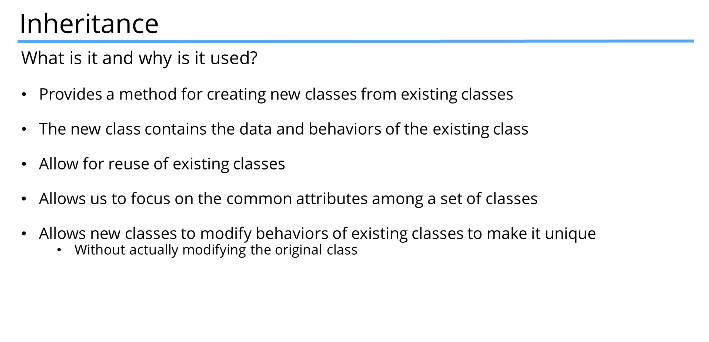 Inheritance
What is it and why is it used?
• Provides a method for creating new classes from existing classes
• The new class contains the data and behaviors of the existing class
• Allow for reuse of existing classes
• Allows us to focus on the common attributes among a set of classes
• Allows new classes to modify behaviors of existing classes to make it unique
• Without actually modifying the original class